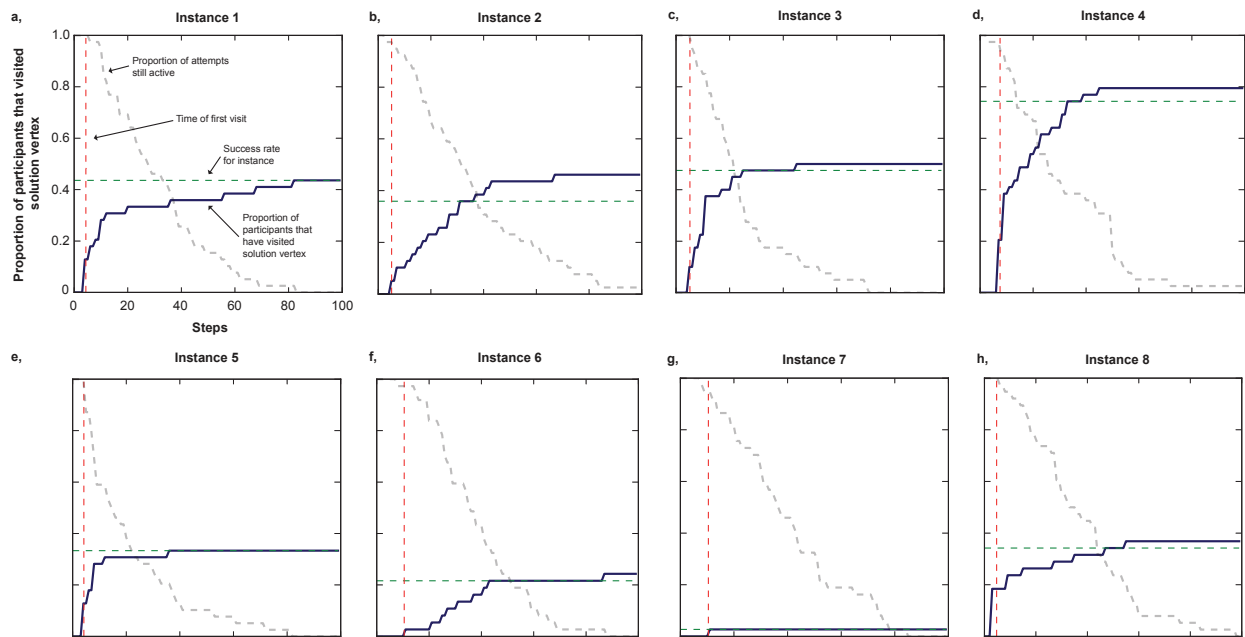 a,
Instance 1
b,
Instance 2
c,
Instance 3
d,
Instance 4
Proportion of participants that visited
solution vertex
1.0
0.8
0.6
0.4
0.2
0
Proportion of attempts
still active
Time of first visit
Success rate
for instance
Proportion of
participants that
have visited
solution vertex
0
20
40
60
80
100
Steps
e,
Instance 5
f,
Instance 6
g,
Instance 7
h,
Instance 8